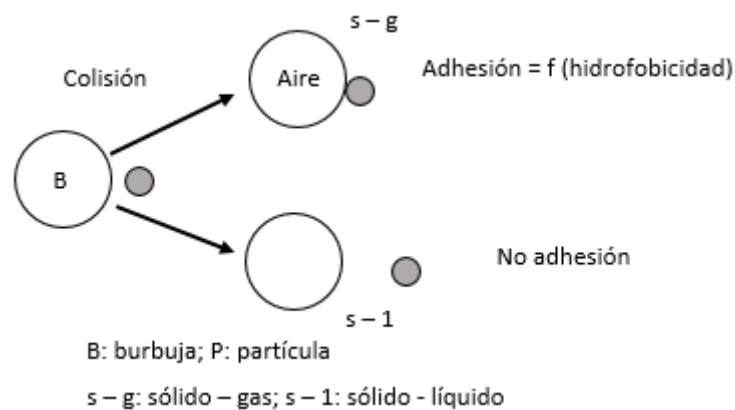 s – g
Colisión
Aire
Adhesión = f (hidrofobicidad)
B
No adhesión
s – 1
B: burbuja; P: partícula
s – g: sólido – gas; s – 1: sólido - líquido